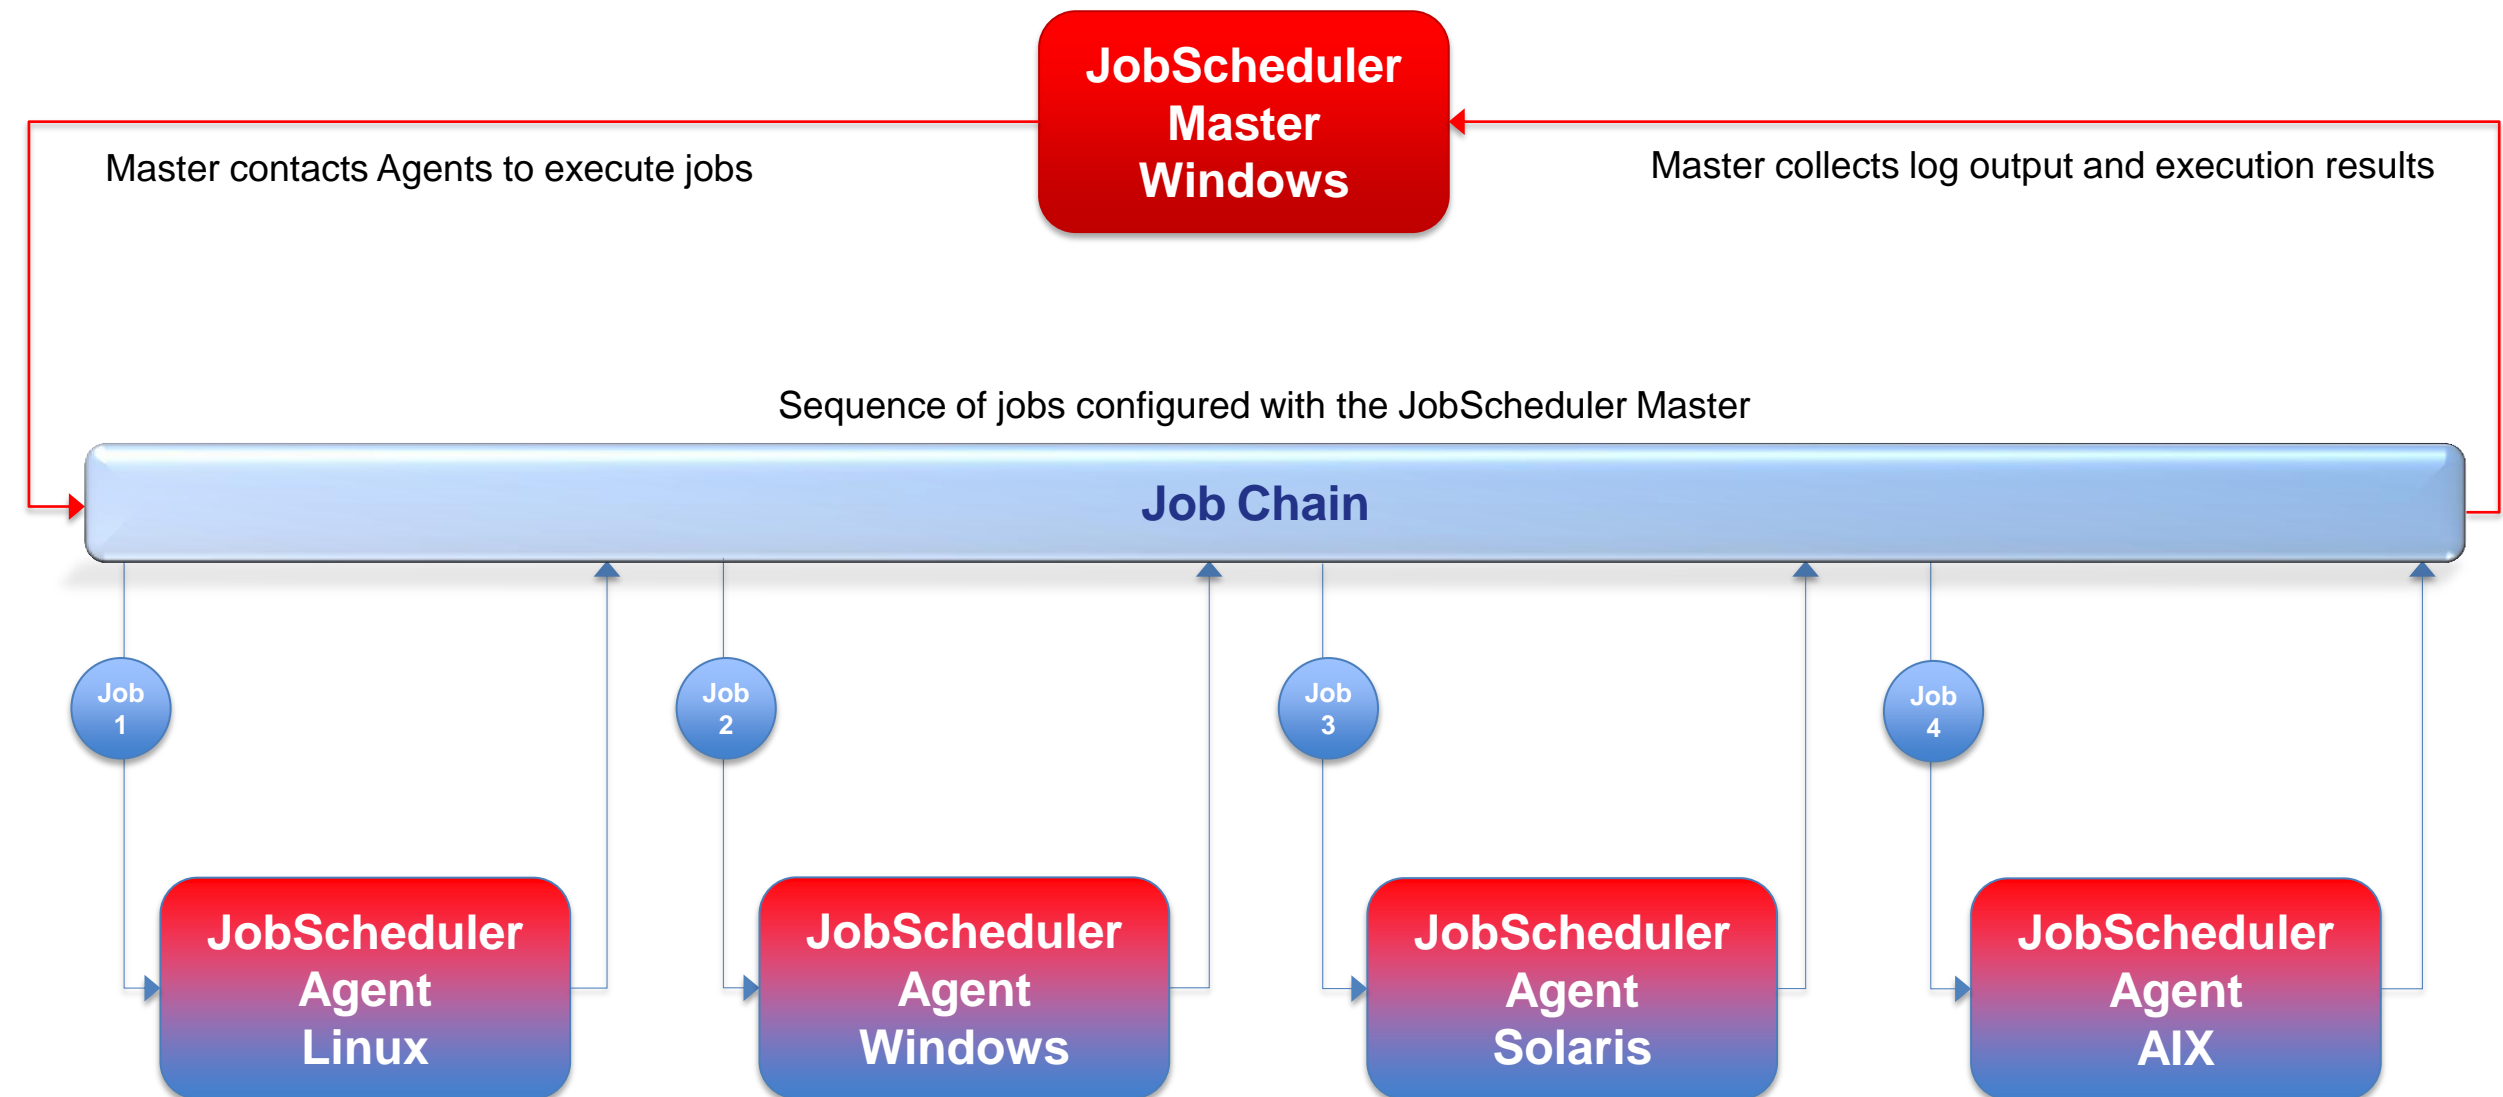 JobScheduler
Master
Windows
Master contacts Agents to execute jobs
Master collects log output and execution results
Sequence of jobs configured with the JobScheduler Master
Job Chain
Job
1
Job
2
Job
3
Job
4
JobScheduler
Agent
Linux
JobScheduler
Agent
Windows
JobScheduler
Agent
Solaris
JobScheduler
Agent
AIX